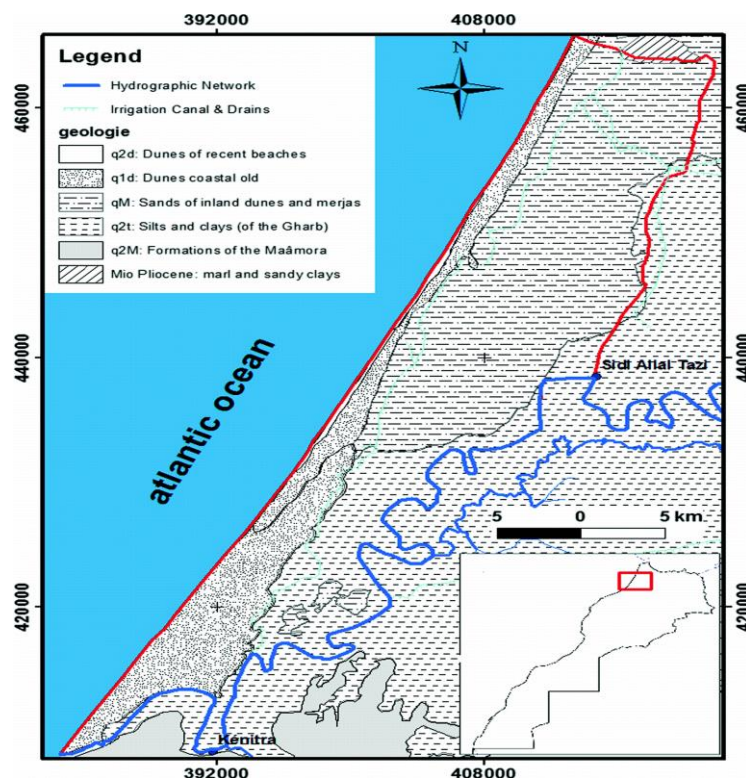 392000
408000
Legend
Hydrographic Network
Irrigation Canal & Drains
geologie
q2d: Dunes of recent beaches
q1d: Dunes coastal old
qM: Sands of inland dunes and merjas
q2t: Silts and clays (of the Gharb)
q2M: Formations of the Maâmora
Mio Pliocene: marl and sandy clays
N
460000
460000
440000
440000
420000
420000
atlantic ocean
Sidi Allal Tazi
5 0 5 km
Kénitra
392000
408000